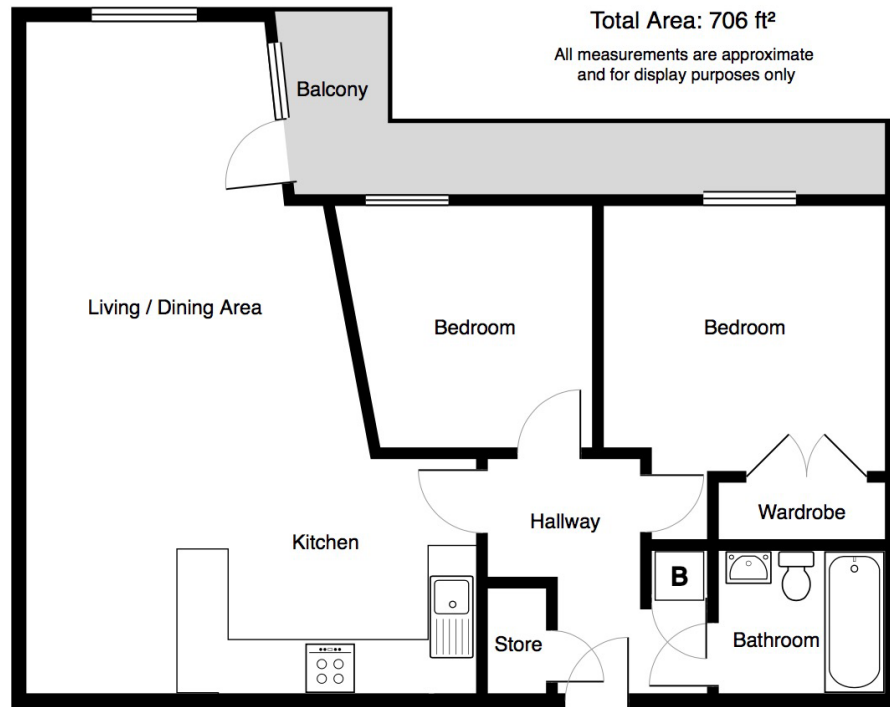 Total Area: 706 ft²
All measurements are approximate
and for display purposes only
Balcony
Living / Dining Area
Bedroom
Bedroom
Wardrobe
Hallway
Kitchen
B
Store
Bathroom